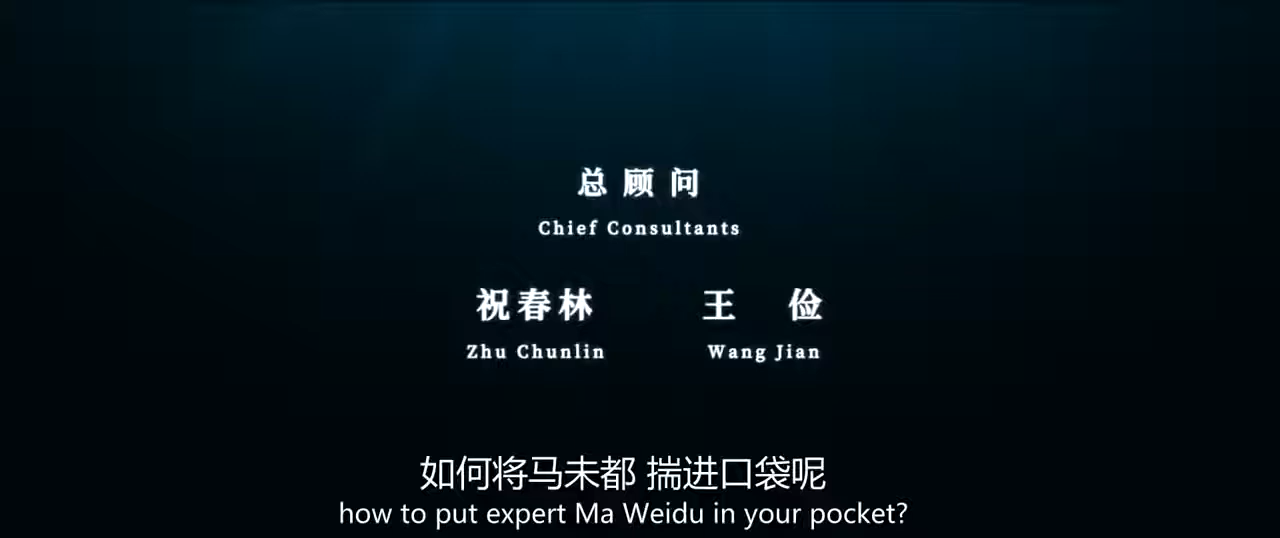 总顾问
Chief Consultants
祝春林 王俭
Zhu Chunlin Wang Jian
如何将马未都 揣进口袋呢
how to put expert Ma Weidu in your pocket?